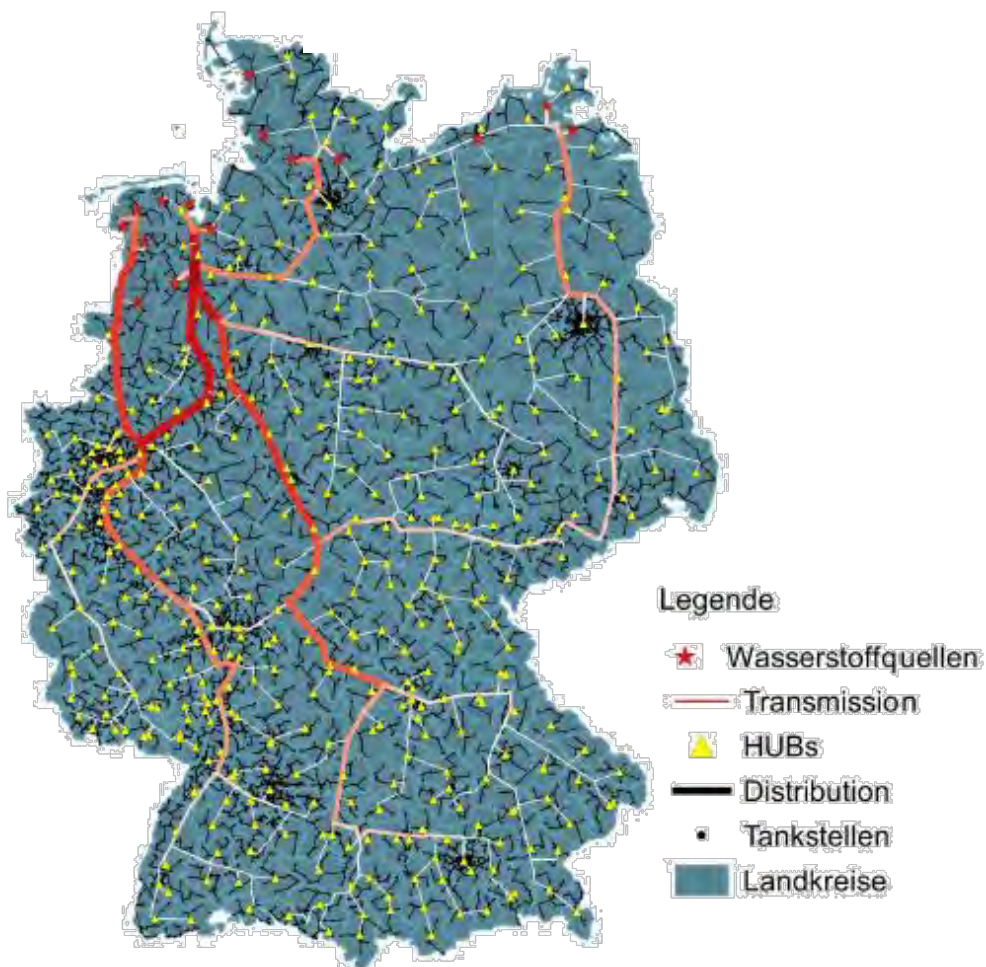 Legende
Wasserstoffquellen
Transmission
HUBs
Distribution
Tankstellen
Landkreise